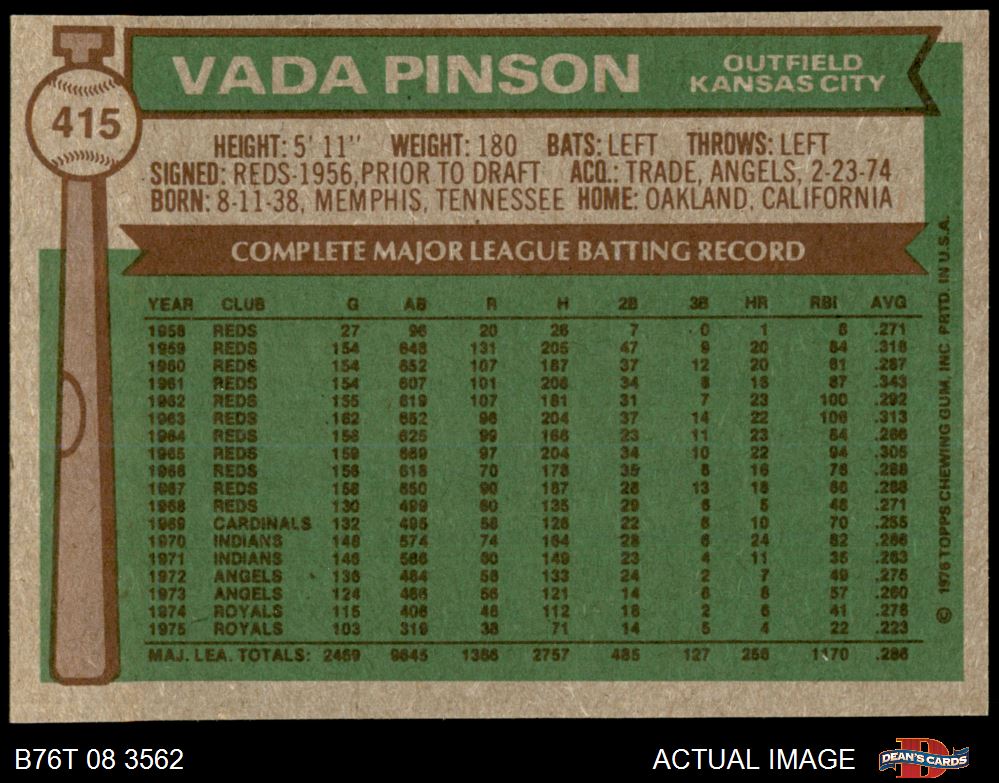 VADA PINSON
OUTFIELD
KANSAS CITY
415
HEIGHT: 5' 11" WEIGHT: 180 BATS: LEFT THROWS: LEFT
SIGNED: REDS-1956, PRIOR TO DRAFT ACQ.: TRADE, ANGELS, 2-23-74
BORN: 8-11-38, MEMPHIS, TENNESSEE HOME: OAKLAND, CALIFORNIA
COMPLETE MAJOR LEAGUE BATTING RECORD
YEAR CLUB G AB R H 2B 3B HR RBI AVG
1958 REDS 27 96 20 26 7 0 1 8 .271
1959 REDS 154 648 131 205 47 9 20 84 .316
1960 REDS 154 652 107 187 37 12 20 61 .287
1961 REDS 154 607 101 208 34 8 16 87 .343
1962 REDS 155 619 107 181 31 7 23 100 .292
1963 REDS 162 652 96 204 37 14 22 106 .313
1964 REDS 156 625 99 166 23 11 23 84 .266
1965 REDS 159 669 97 204 34 10 22 94 .305
1966 REDS 156 618 70 178 35 6 16 76 .288
1967 REDS 158 650 90 187 28 13 18 66 .288
1968 REDS 130 499 60 135 29 6 5 48 .271
1969 CARDINALS 132 495 58 126 22 6 10 70 .255
1970 INDIANS 148 574 74 164 28 6 24 82 .286
1971 INDIANS 146 566 60 149 23 4 11 35 .263
1972 ANGELS 136 484 56 133 24 2 7 49 .275
1973 ANGELS 124 466 56 121 14 6 8 57 .260
1974 ROYALS 115 406 46 112 18 2 6 41 .276
1975 ROYALS 103 319 38 71 14 5 4 22 .223
MAJ. LEA. TOTALS: 2469 9645 1366 2757 485 127 256 1170 .286
© 1976 TOPPS CHEWING GUM, INC PRTD. IN U.S.A.
B76T 08 3562
ACTUAL IMAGE
DEAN'S CARDS